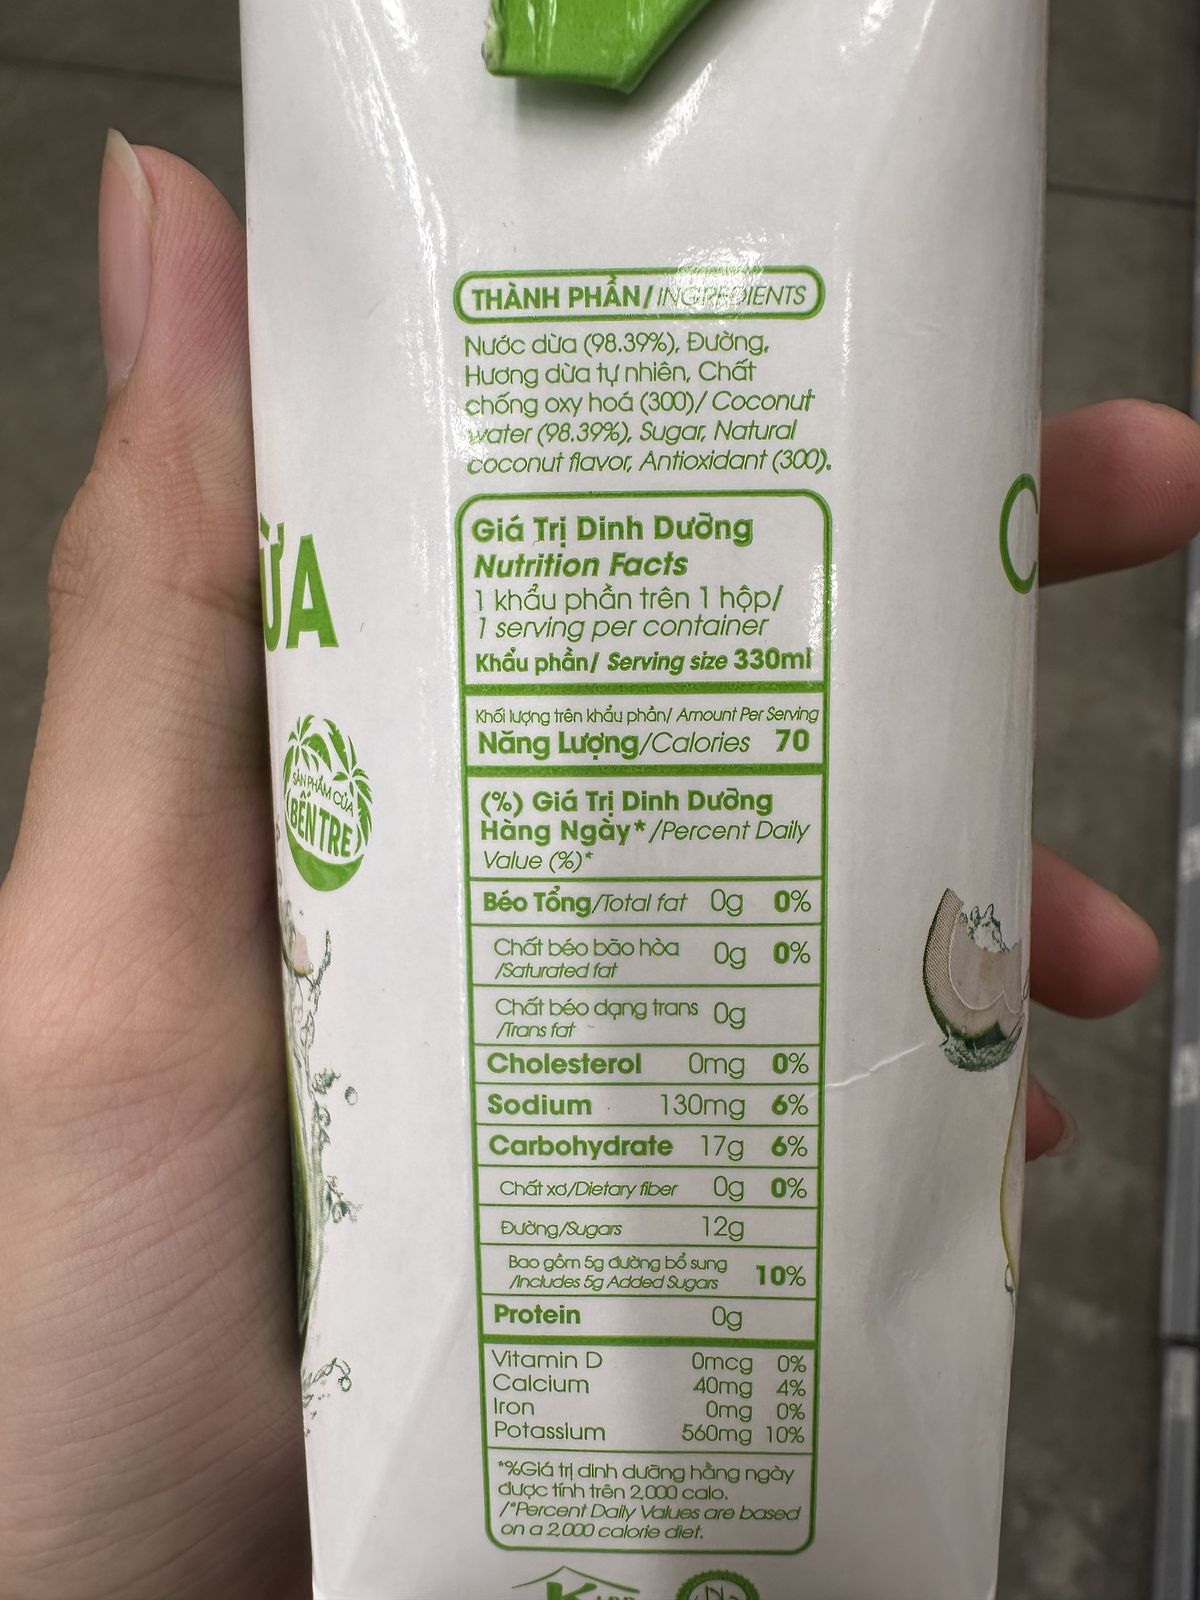 THÀNH PHẦN/INGREDIENTS
Nước dừa (98.39%), Đường,
Hương dừa tự nhiên, Chất
chống oxy hoá (300)/ Coconut
water (98.39%), Sugar, Natural
coconut flavor, Antioxidant (300).
Giá Trị Dinh Dưỡng
Nutrition Facts
1 khẩu phần trên 1 hộp/
1 serving per container
Khẩu phần/ Serving size 330ml
Khối lượng trên khẩu phần/ Amount Per Serving
Năng Lượng/Calories 70
(%) Giá Trị Dinh Dưỡng
Hàng Ngày*/Percent Daily
Value (%)*
Béo Tổng/Total fat 0g 0%
Chất béo bão hòa
/Saturated fat 0g 0%
Chất béo dạng trans
/Trans fat 0g
Cholesterol 0mg 0%
Sodium 130mg 6%
Carbohydrate 17g 6%
Chất xơ/Dietary fiber 0g 0%
Đường/Sugars 12g
Bao gồm 5g đường bổ sung
/Includes 5g Added Sugars 10%
Protein 0g
Vitamin D 0mcg 0%
Calcium 40mg 4%
Iron 0mg 0%
Potassium 560mg 10%
*%Giá trị dinh dưỡng hằng ngày
được tính trên 2,000 calo.
/*Percent Daily Values are based
on a 2,000 calorie diet.
ỪA
SẢN PHẨM CỦA
BẾN TRE
C